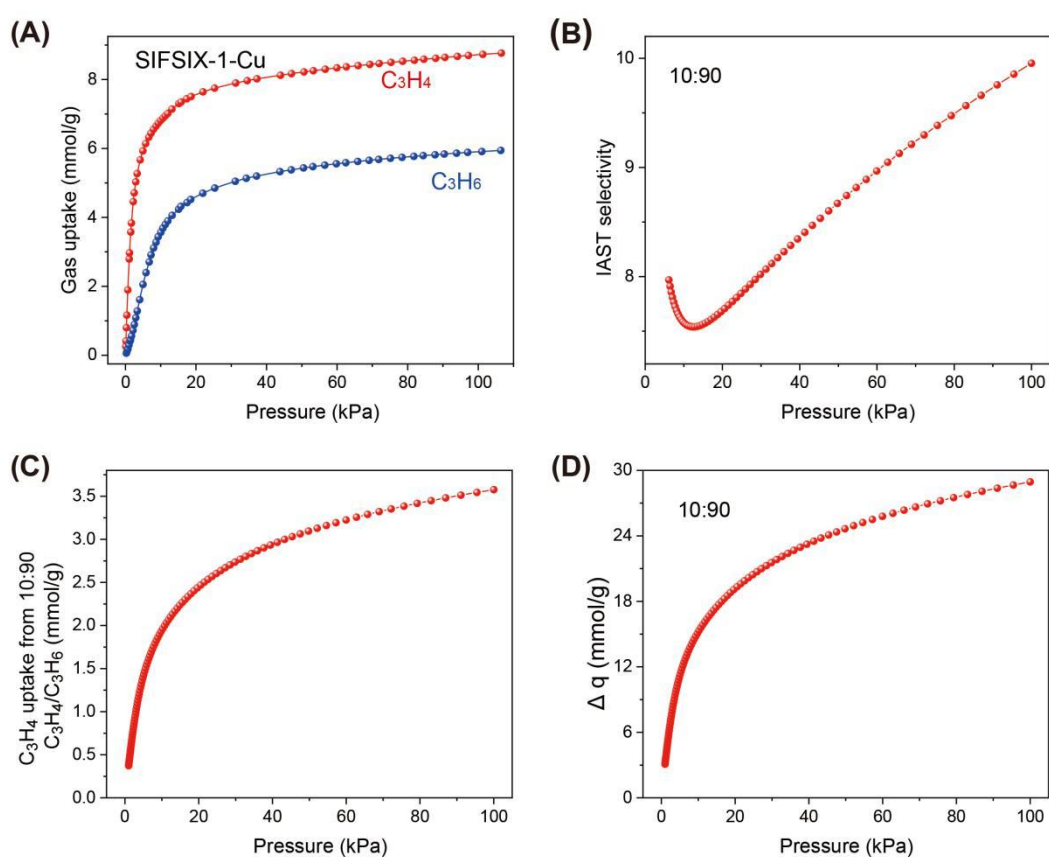 (A)
SIFSIX-1-Cu
C₃H₄
C₃H₆
Gas uptake (mmol/g)
8
6
4
2
0
0 20 40 60 80 100
Pressure (kPa)
(B)
10:90
IAST selectivity
10
9
8
0 20 40 60 80 100
Pressure (kPa)
(C)
C₃H₄ uptake from 10:90
C₃H₄/C₃H₆ (mmol/g)
3.5
3.0
2.5
2.0
1.5
1.0
0.5
0.0
0 20 40 60 80 100
Pressure (kPa)
(D)
10:90
Δ q (mmol/g)
30
24
18
12
6
0
0 20 40 60 80 100
Pressure (kPa)